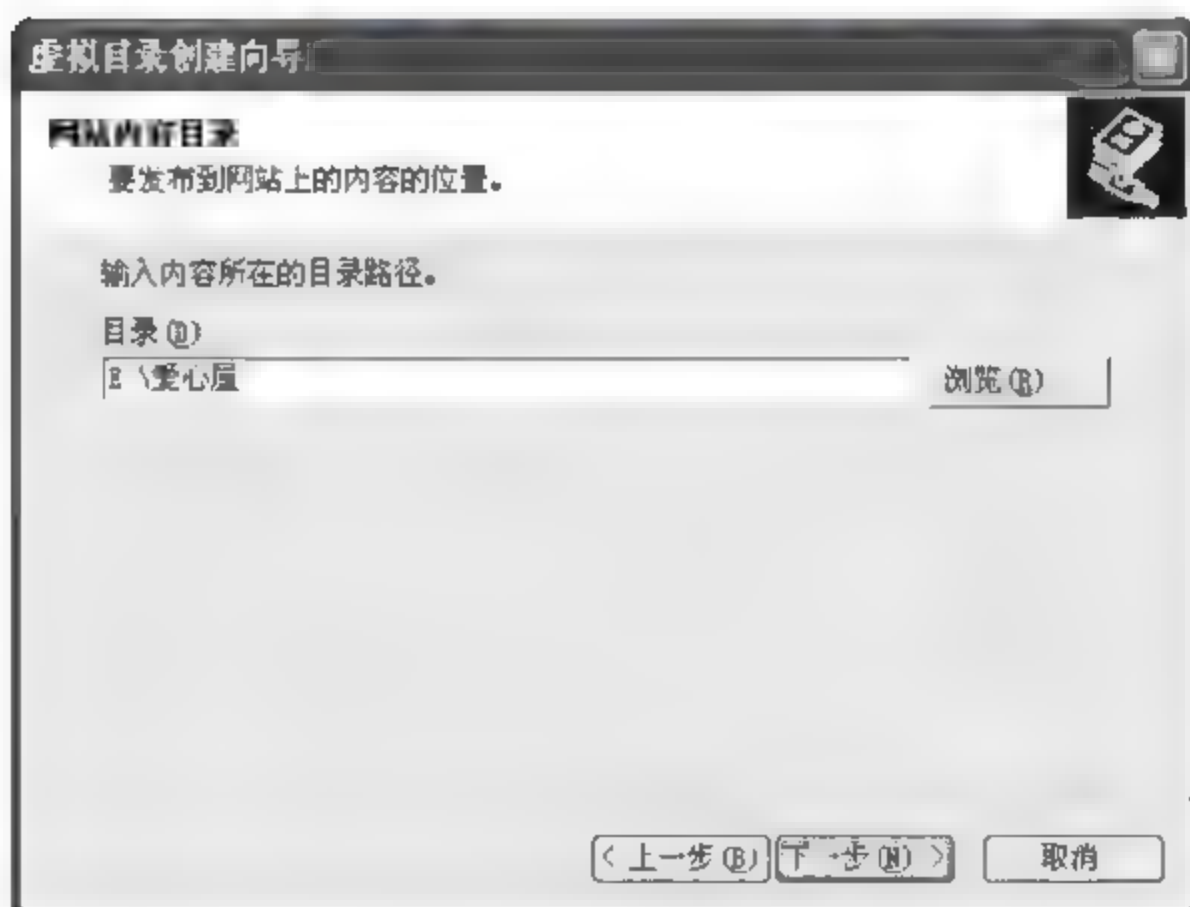 虚拟目录创建向导
网站内容目录
要发布到网站上的内容的位置。
输入内容所在的目录路径。
目录(D)
E \爱心屋
浏览(R)
< 上一步(B)
下一步(N) >
取消